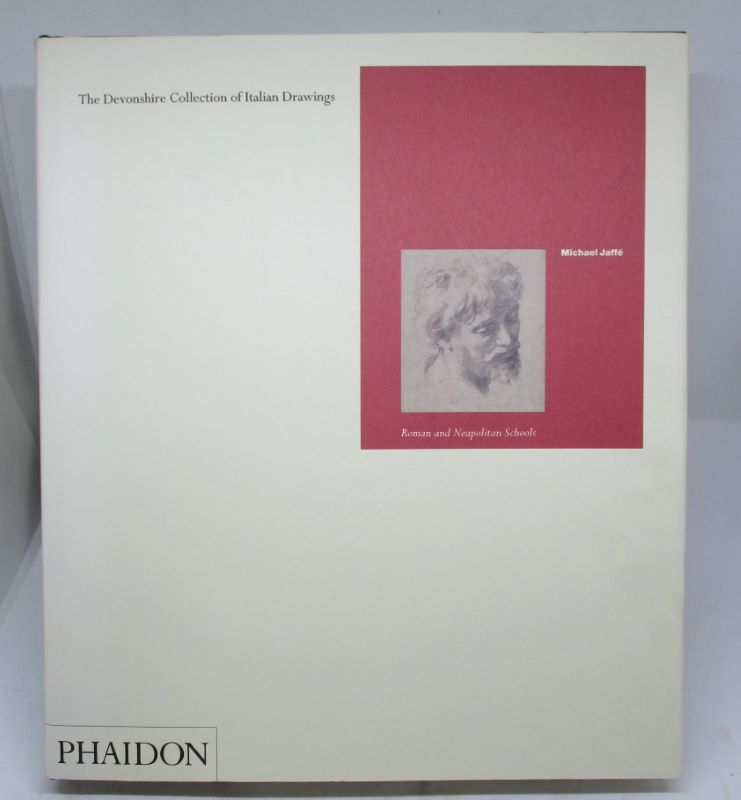 The Devonshire Collection of Italian Drawings
Michael Jaffé
Roman and Neapolitan Schools
PHAIDON